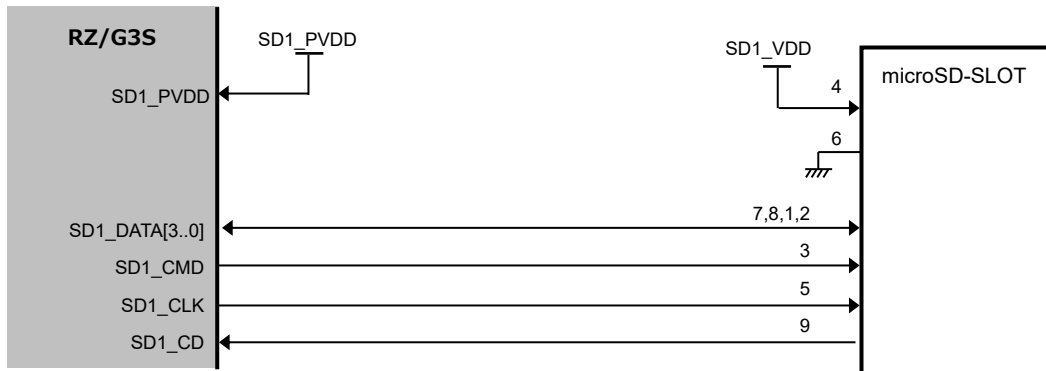 RZ/G3S
SD1_PVDD
SD1_VDD
microSD-SLOT
SD1_PVDD
4
6
SD1_DATA[3..0]
7,8,1,2
SD1_CMD
3
SD1_CLK
5
SD1_CD
9